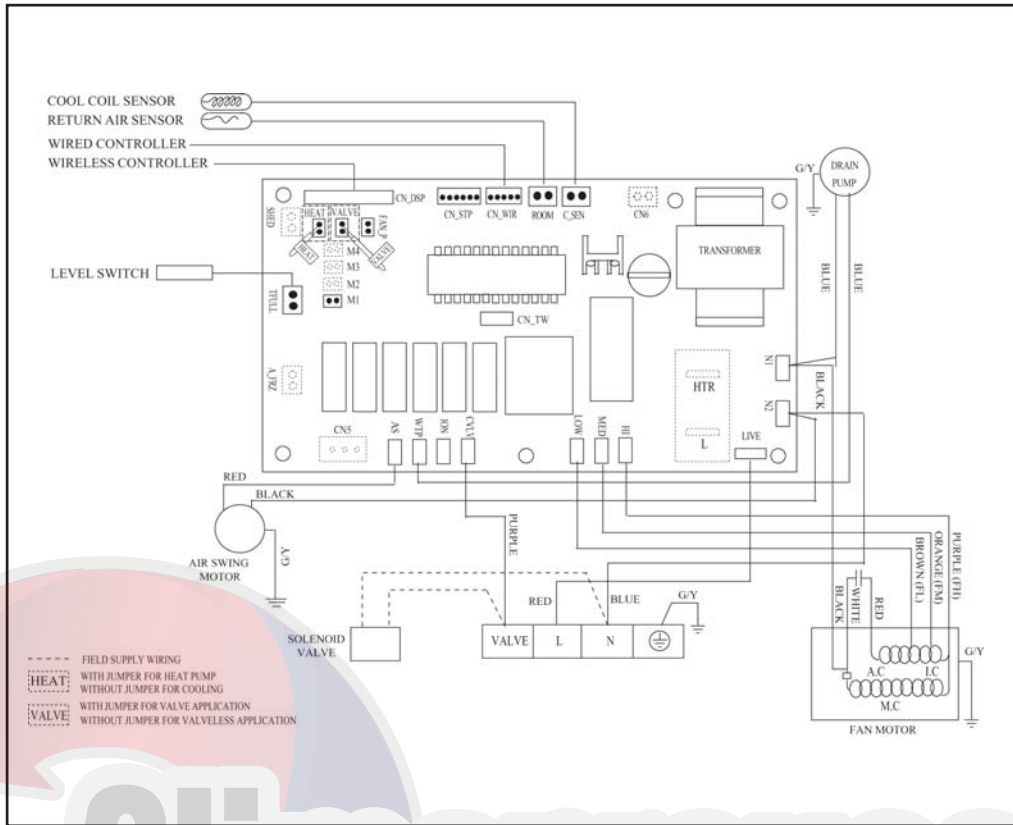 COOL COIL SENSOR
RETURN AIR SENSOR
WIRED CONTROLLER
WIRELESS CONTROLLER
G/Y
DRAIN
PUMP
CN_DSP
CN_STP
CN_WIR
ROOM
C_SEN
CN6
SHED
HEAT
VALVE
FAN_P
HEAT
VALVE
M4
M3
M2
M1
TRANSFORMER
BLUE
BLUE
LEVEL SWITCH
TFULL
CN_TW
A.FRZ
HTR
L
N1
N2
BLACK
CN5
AS
WTP
ION
CVLV
LOW
MED
HI
LIVE
RED
BLACK
AIR SWING
MOTOR
G/Y
PURPLE
PURPLE (FH)
ORANGE (FM)
BROWN (FL)
RED
WHITE
BLACK
RED
BLUE
G/Y
SOLENOID
VALVE
VALVE
L
N
A.C
I.C
M.C
G/Y
FAN MOTOR
FIELD SUPPLY WIRING
HEAT
WITH JUMPER FOR HEAT PUMP
WITHOUT JUMPER FOR COOLING
VALVE
WITH JUMPER FOR VALVE APPLICATION
WITHOUT JUMPER FOR VALVELESS APPLICATION